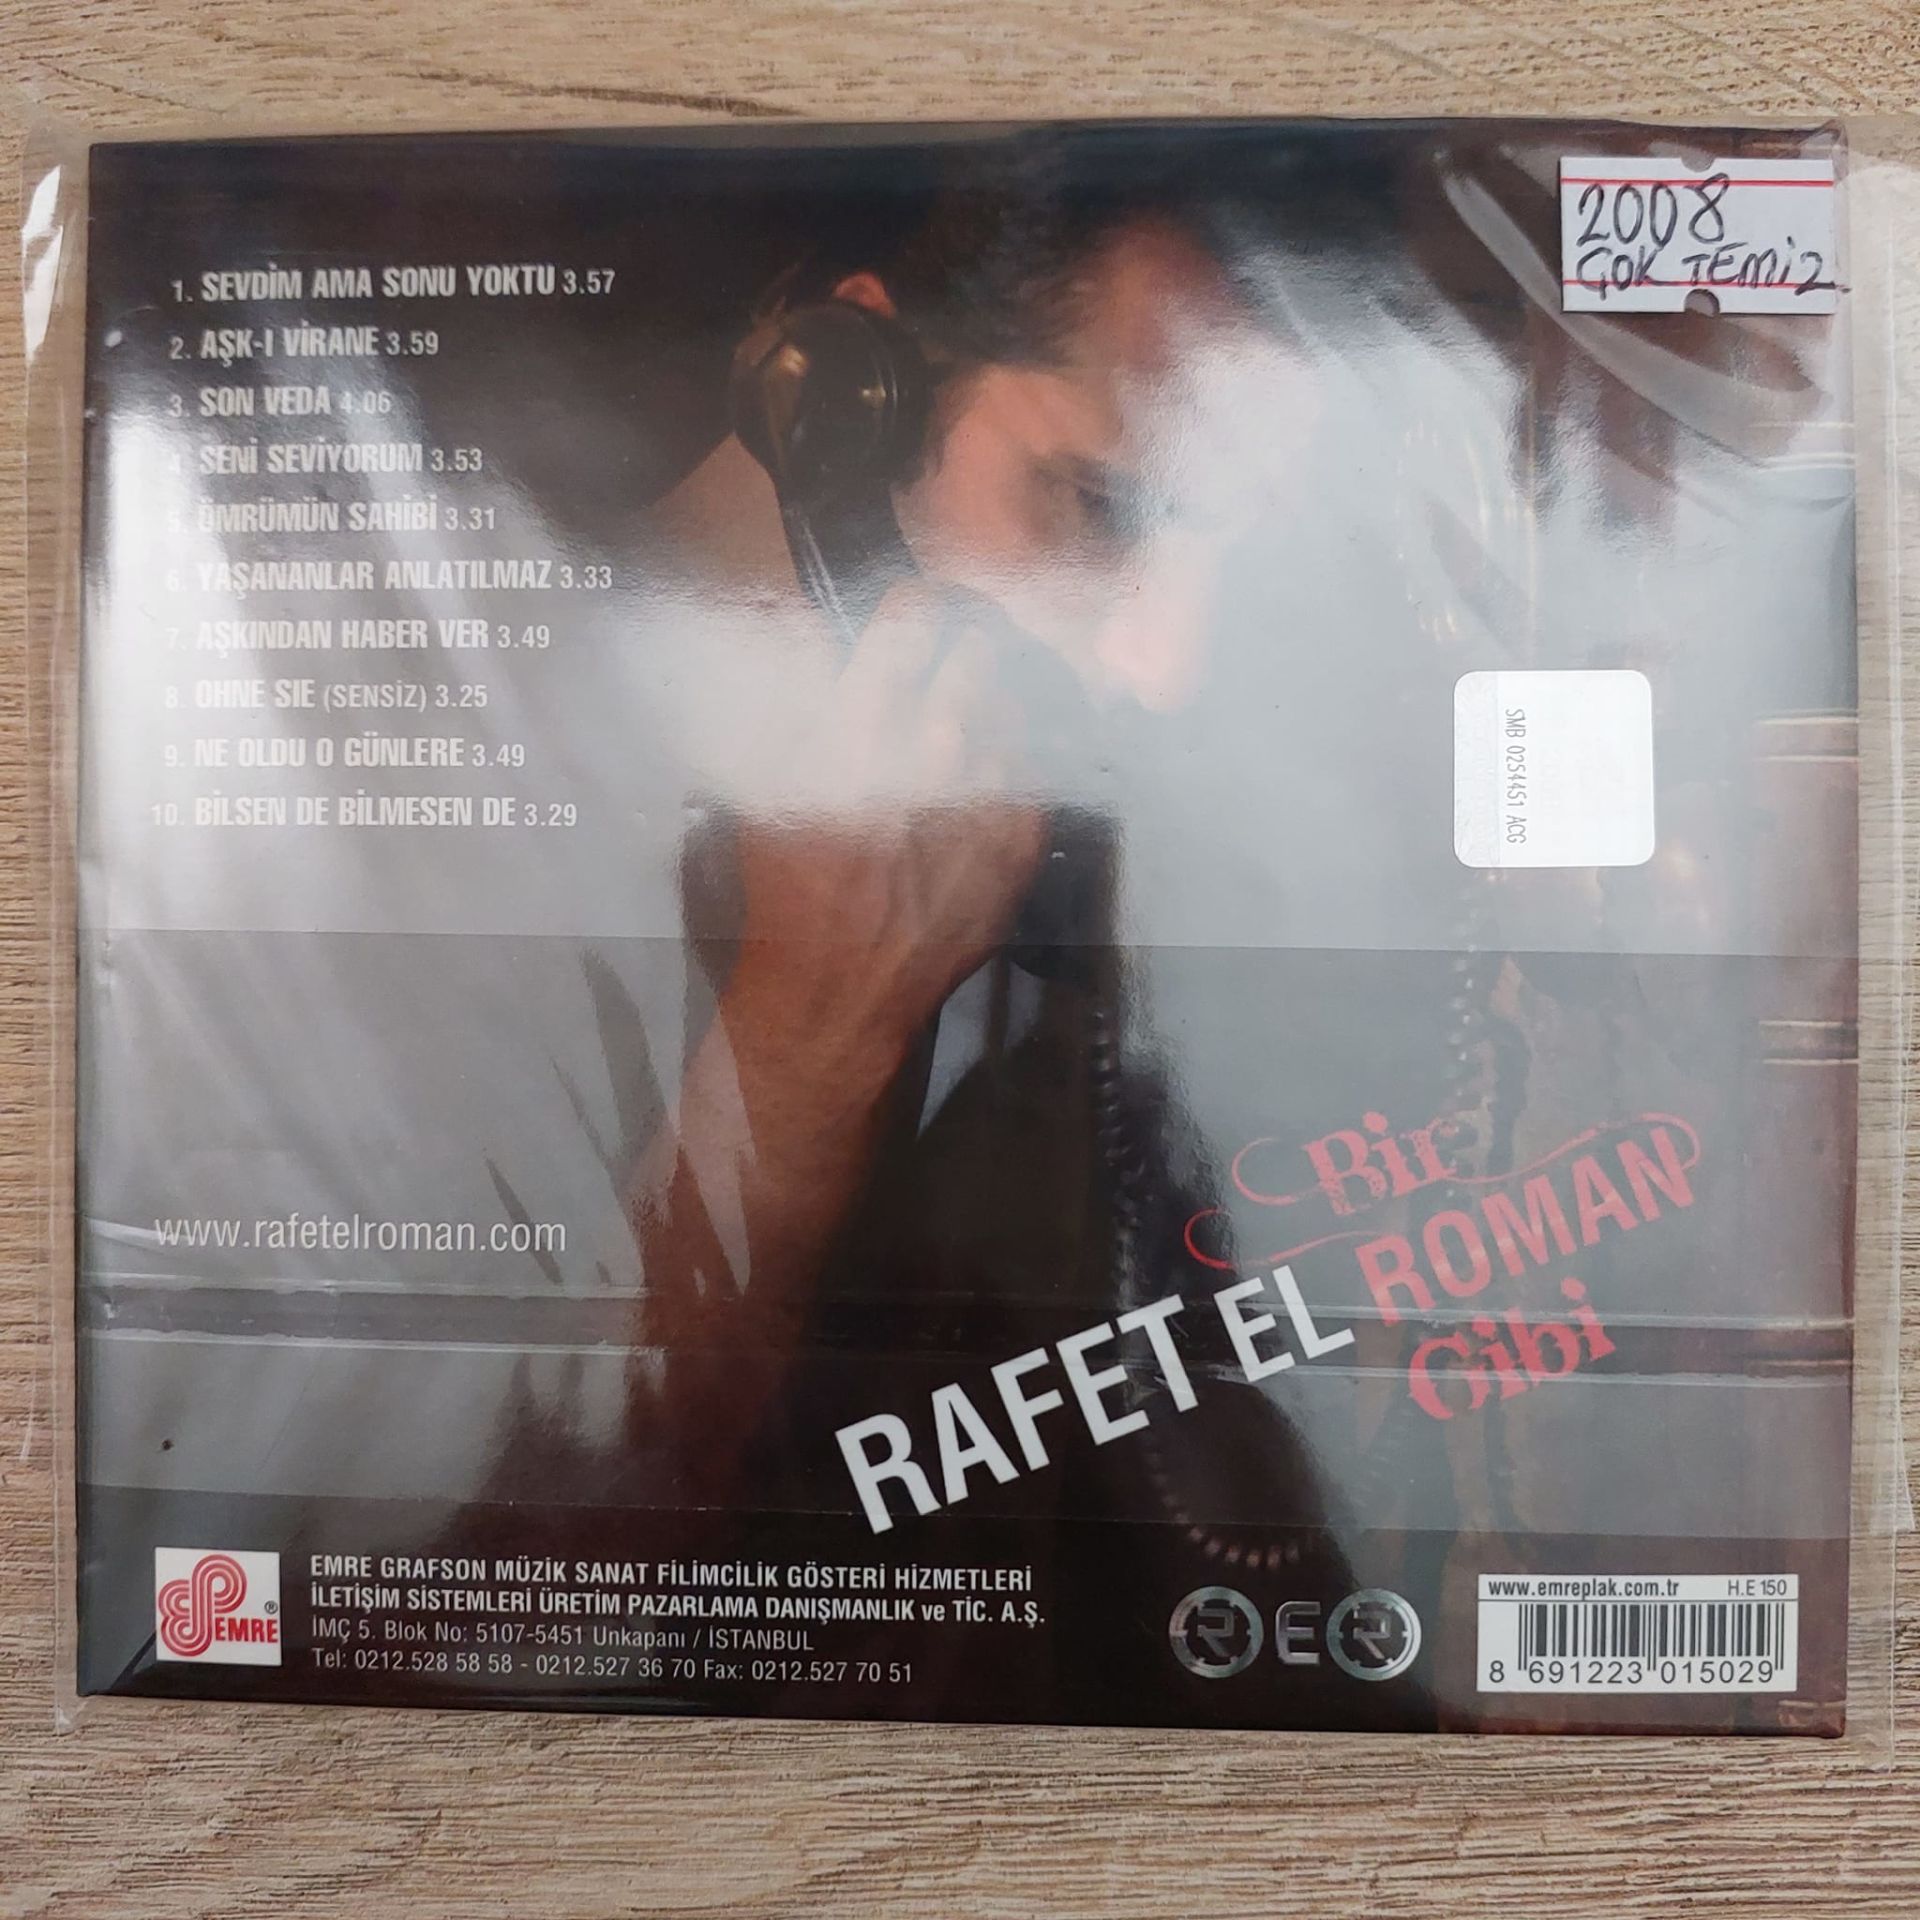 2008
ÇOK TEMİZ
1. SEVDİM AMA SONU YOKTU 3.57
2. AŞK-I VİRANE 3.59
3. SON VEDA 4.06
4. SENİ SEVİYORUM 3.53
5. ÖMRÜMÜN SAHİBİ 3.31
6. YAŞANANLAR ANLATILMAZ 3.33
7. AŞKINDAN HABER VER 3.49
8. OHNE SIE (SENSİZ) 3.25
9. NE OLDU O GÜNLERE 3.49
10. BİLSEN DE BİLMESEN DE 3.29
SMB 0254451 ACG
www.rafetelroman.com
Bir
RAFET EL ROMAN
Gibi
EMRE®
EMRE GRAFSON MÜZİK SANAT FİLİMCİLİK GÖSTERİ HİZMETLERİ
İLETİŞİM SİSTEMLERİ ÜRETİM PAZARLAMA DANIŞMANLIK ve TİC. A.Ş.
İMÇ 5. Blok No: 5107-5451 Unkapanı / İSTANBUL
Tel: 0212.528 58 58 - 0212.527 36 70 Fax: 0212.527 70 51
RER
www.emreplak.com.tr H.E 150
8 691223 015029